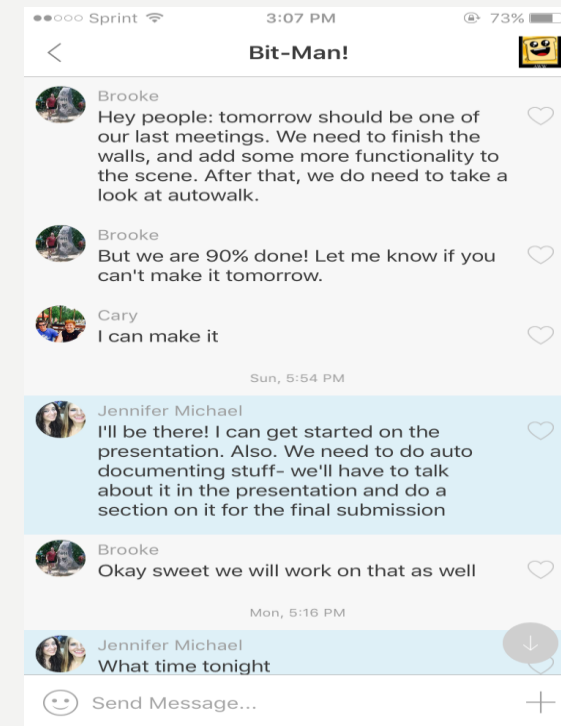 Sprint 3:07 PM 73%
Bit-Man!
Brooke
Hey people: tomorrow should be one of
our last meetings. We need to finish the
walls, and add some more functionality to
the scene. After that, we do need to take a
look at autowalk.
Brooke
But we are 90% done! Let me know if you
can't make it tomorrow.
Cary
I can make it
Sun, 5:54 PM
Jennifer Michael
I'll be there! I can get started on the
presentation. Also. We need to do auto
documenting stuff- we'll have to talk
about it in the presentation and do a
section on it for the final submission
Brooke
Okay sweet we will work on that as well
Mon, 5:16 PM
Jennifer Michael
What time tonight
Send Message...